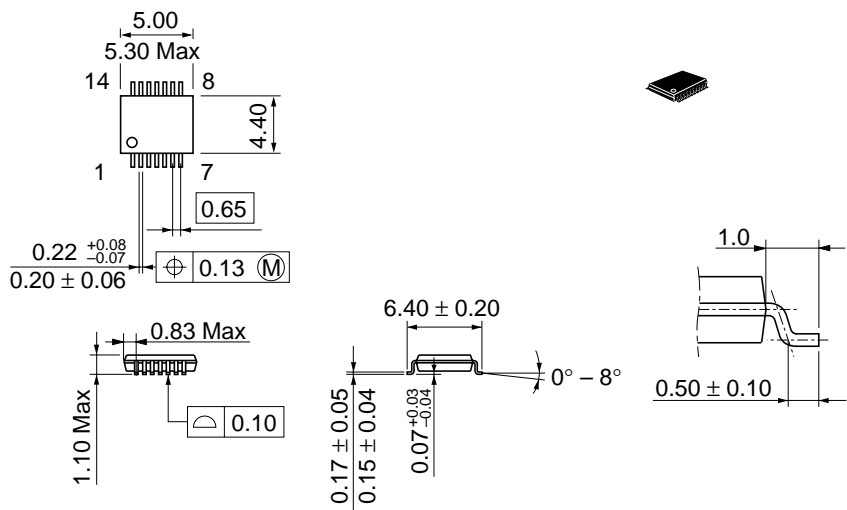 5.00
5.30 Max
14 8
4.40
1 7
0.65
0.22 +0.08 –0.07
0.20 ± 0.06
0.13 Ⓜ
1.0
6.40 ± 0.20
0.83 Max
1.10 Max
0.10
0.17 ± 0.05
0.15 ± 0.04
0.07 +0.03 –0.04
0° – 8°
0.50 ± 0.10